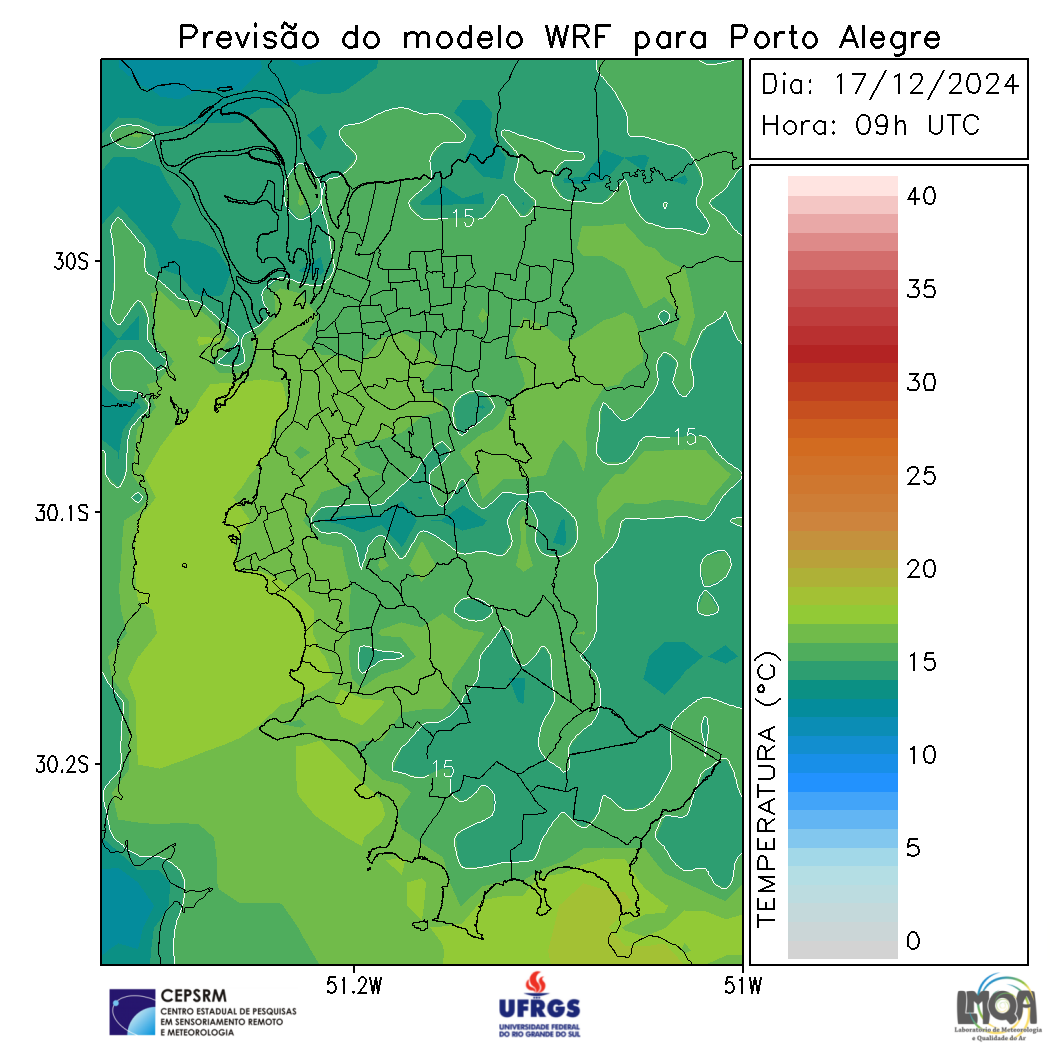 Previsão do modelo WRF para Porto Alegre
Dia: 17/12/2024
Hora: 09h UTC
40
35
30
25
20
15
10
5
0
TEMPERATURA (°C)
30S
30.1S
30.2S
15
15
15
51.2W
51W
CEPSRM
CENTRO ESTADUAL DE PESQUISAS
EM SENSORIAMENTO REMOTO
E METEOROLOGIA
UFRGS
UNIVERSIDADE FEDERAL
DO RIO GRANDE DO SUL
LMQA
Laboratório de Meteorologia
e Qualidade do Ar